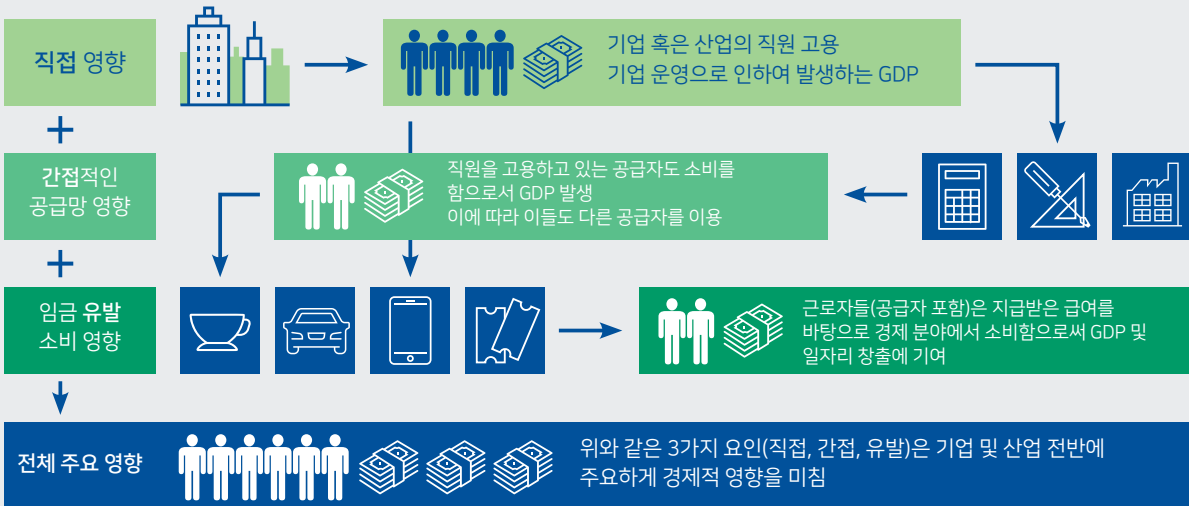 직접 영향
기업 혹은 산업의 직원 고용
기업 운영으로 인하여 발생하는 GDP
+
간접적인
공급망 영향
직원을 고용하고 있는 공급자도 소비를
함으로서 GDP 발생
이에 따라 이들도 다른 공급자를 이용
+
임금 유발
소비 영향
근로자들(공급자 포함)은 지급받은 급여를
바탕으로 경제 분야에서 소비함으로써 GDP 및
일자리 창출에 기여
전체 주요 영향
위와 같은 3가지 요인(직접, 간접, 유발)은 기업 및 산업 전반에
주요하게 경제적 영향을 미침